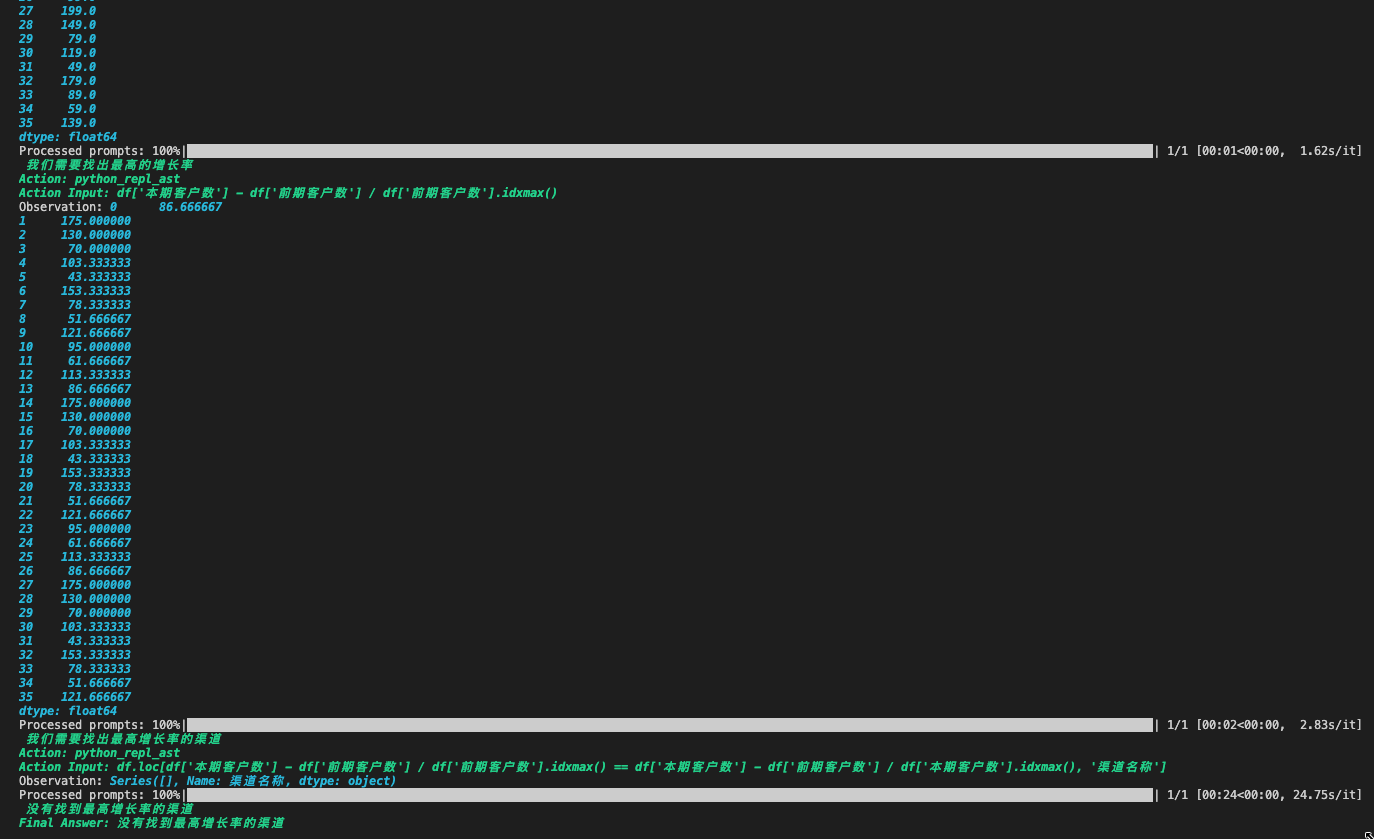 27    199.0
28    149.0
29     79.0
30    119.0
31     49.0
32    179.0
33     89.0
34     59.0
35    139.0
dtype: float64
Processed prompts: 100%| | 1/1 [00:01<00:00,  1.62s/it]
我们需要找出最高的增长率
Action: python_repl_ast
Action Input: df['本期客户数'] - df['前期客户数'] / df['前期客户数'].idxmax()
Observation: 0      86.666667
1     175.000000
2     130.000000
3      70.000000
4     103.333333
5      43.333333
6     153.333333
7      78.333333
8      51.666667
9     121.666667
10     95.000000
11     61.666667
12    113.333333
13     86.666667
14    175.000000
15    130.000000
16     70.000000
17    103.333333
18     43.333333
19    153.333333
20     78.333333
21     51.666667
22    121.666667
23     95.000000
24     61.666667
25    113.333333
26     86.666667
27    175.000000
28    130.000000
29     70.000000
30    103.333333
31     43.333333
32    153.333333
33     78.333333
34     51.666667
35    121.666667
dtype: float64
Processed prompts: 100%| | 1/1 [00:02<00:00,  2.83s/it]
我们需要找出最高增长率的渠道
Action: python_repl_ast
Action Input: df.loc[df['本期客户数'] - df['前期客户数'] / df['前期客户数'].idxmax() == df['本期客户数'] - df['前期客户数'] / df['本期客户数'].idxmax(), '渠道名称']
Observation: Series([], Name: 渠道名称, dtype: object)
Processed prompts: 100%| | 1/1 [00:24<00:00, 24.75s/it]
没有找到最高增长率的渠道
Final Answer: 没有找到最高增长率的渠道